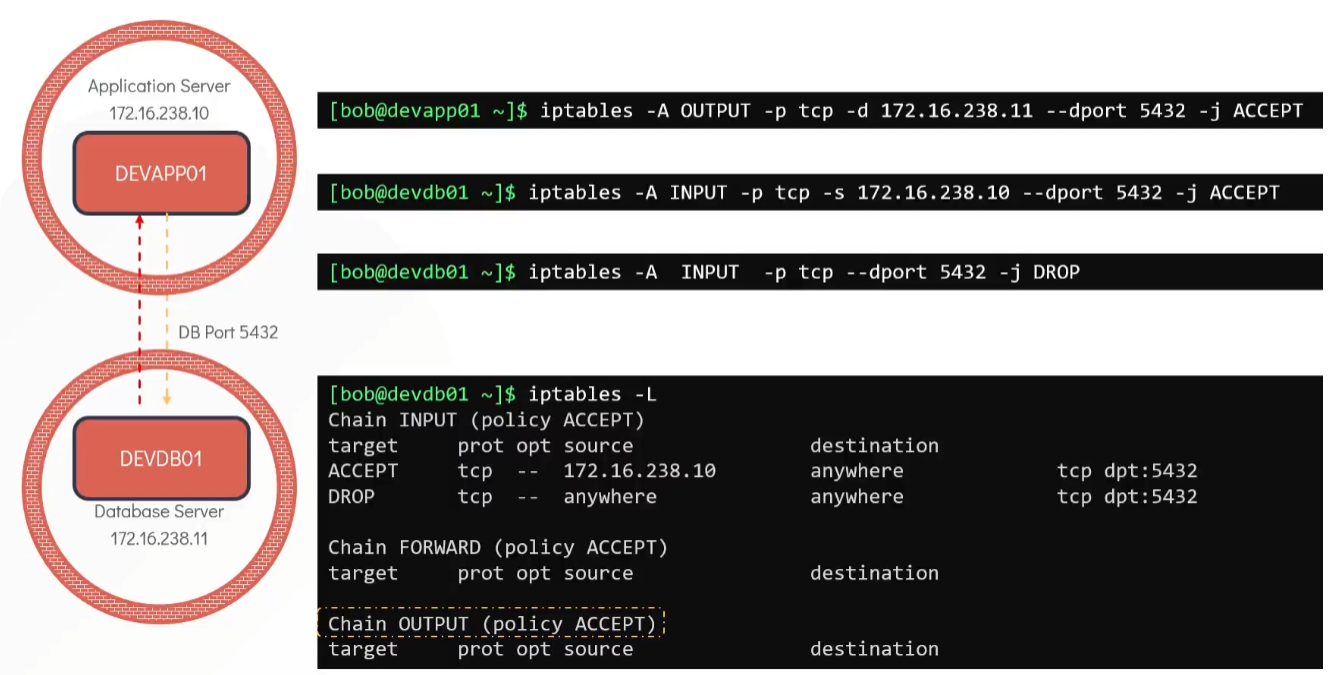 Application Server
172.16.238.10
DEVAPP01
DB Port 5432
DEVDB01
Database Server
172.16.238.11
[bob@devapp01 ~]$ iptables -A OUTPUT -p tcp -d 172.16.238.11 --dport 5432 -j ACCEPT
[bob@devdb01 ~]$ iptables -A INPUT -p tcp -s 172.16.238.10 --dport 5432 -j ACCEPT
[bob@devdb01 ~]$ iptables -A  INPUT  -p tcp --dport 5432 -j DROP
[bob@devdb01 ~]$ iptables -L
Chain INPUT (policy ACCEPT)
target     prot opt source               destination
ACCEPT     tcp  --  172.16.238.10        anywhere             tcp dpt:5432
DROP       tcp  --  anywhere             anywhere             tcp dpt:5432
Chain FORWARD (policy ACCEPT)
target     prot opt source               destination
Chain OUTPUT (policy ACCEPT)
target     prot opt source               destination